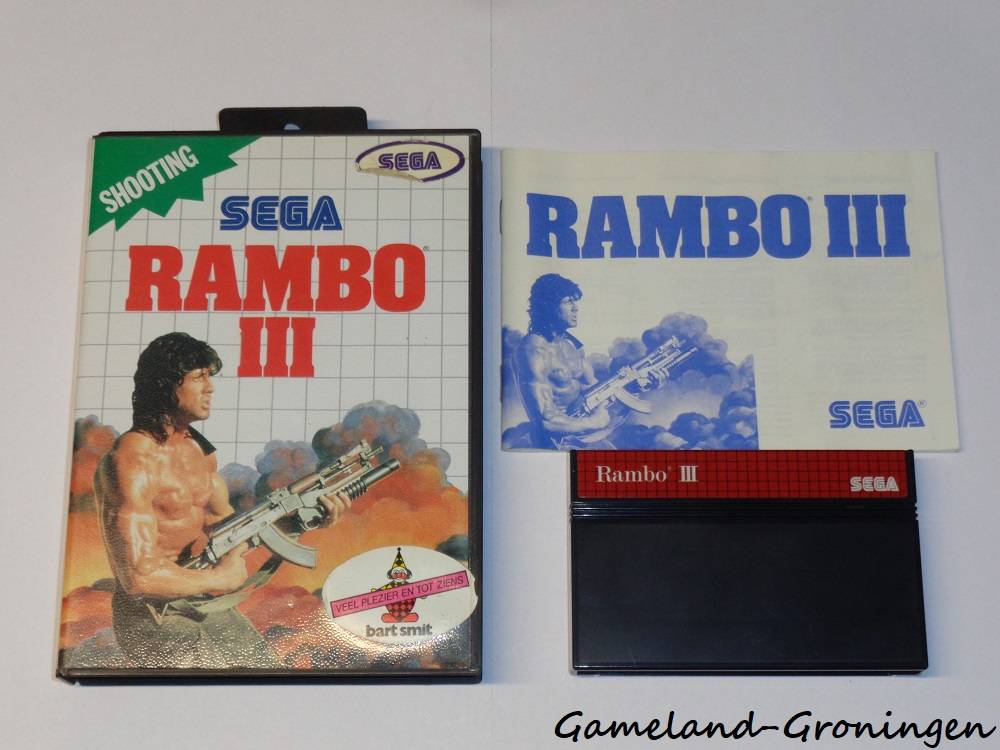 SHOOTING
SEGA
SEGA
RAMBO®
III
VEEL PLEZIER EN TOT ZIENS
bart smit
RAMBO® III
SEGA®
Rambo® III
SEGA
Gameland-Groningen